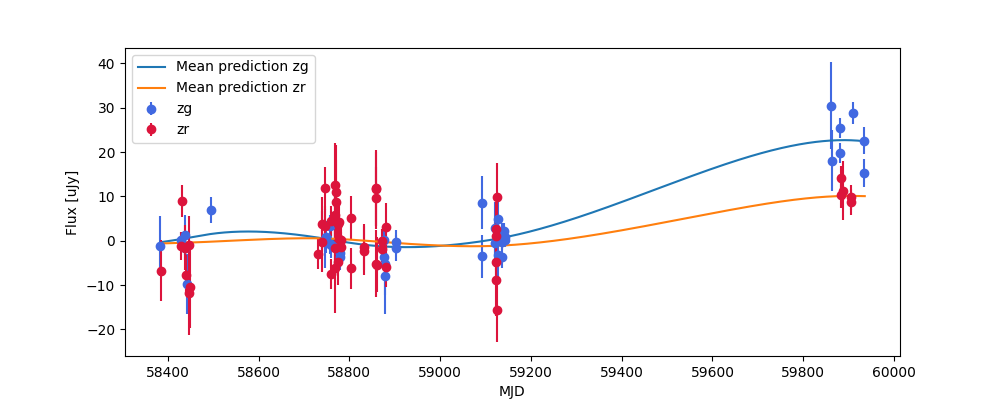 Mean prediction zg
Mean prediction zr
zg
zr
Flux [uJy]
40
30
20
10
0
−10
−20
58400 58600 58800 59000 59200 59400 59600 59800 60000
MJD